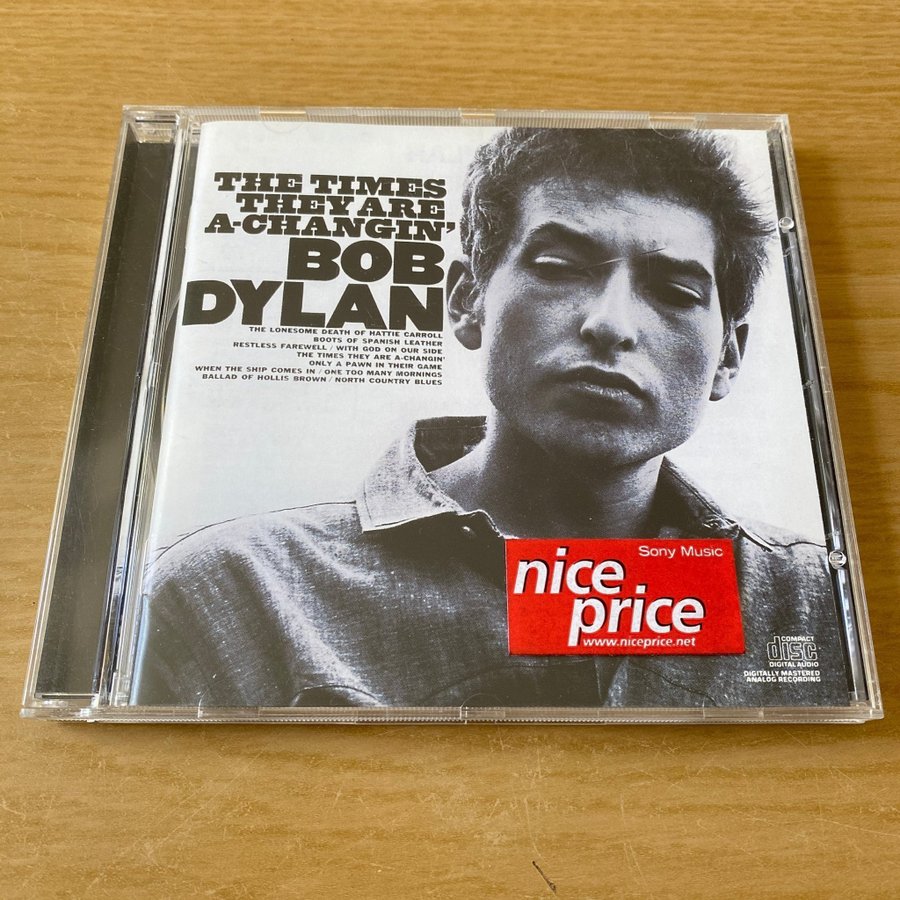 THE TIMES
THEY ARE
A-CHANGIN'
BOB
DYLAN
THE LONESOME DEATH OF HATTIE CARROLL
BOOTS OF SPANISH LEATHER
RESTLESS FAREWELL / WITH GOD ON OUR SIDE
THE TIMES THEY ARE A-CHANGIN'
ONLY A PAWN IN THEIR GAME
WHEN THE SHIP COMES IN / ONE TOO MANY MORNINGS
BALLAD OF HOLLIS BROWN / NORTH COUNTRY BLUES
Sony Music
nice
price
www.niceprice.net
COMPACT
disc
DIGITAL AUDIO
DIGITALLY MASTERED
ANALOG RECORDING